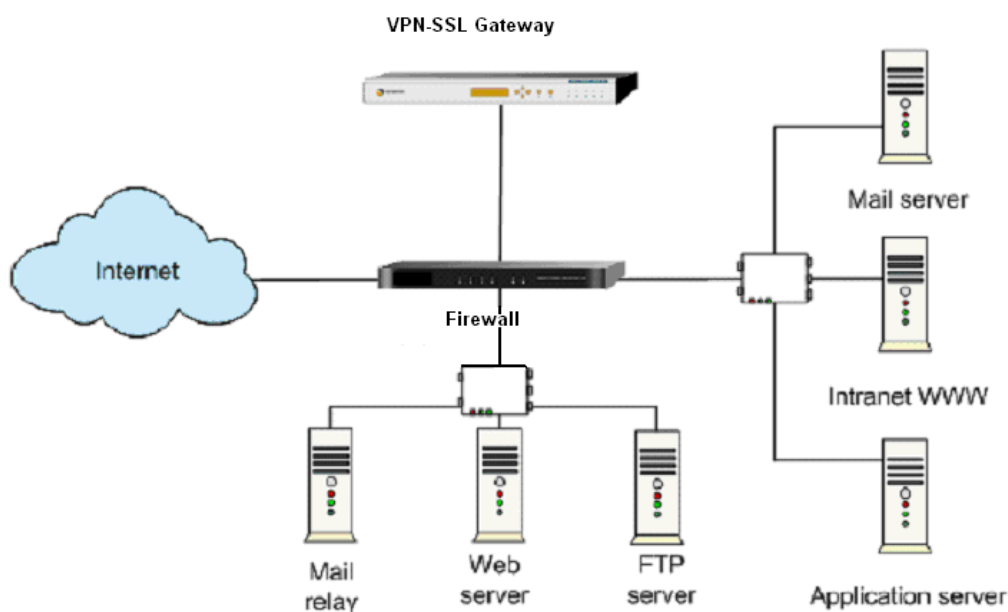 VPN-SSL Gateway
Mail server
Internet
Firewall
Intranet WWW
Mail
relay
Web
server
FTP
server
Application server